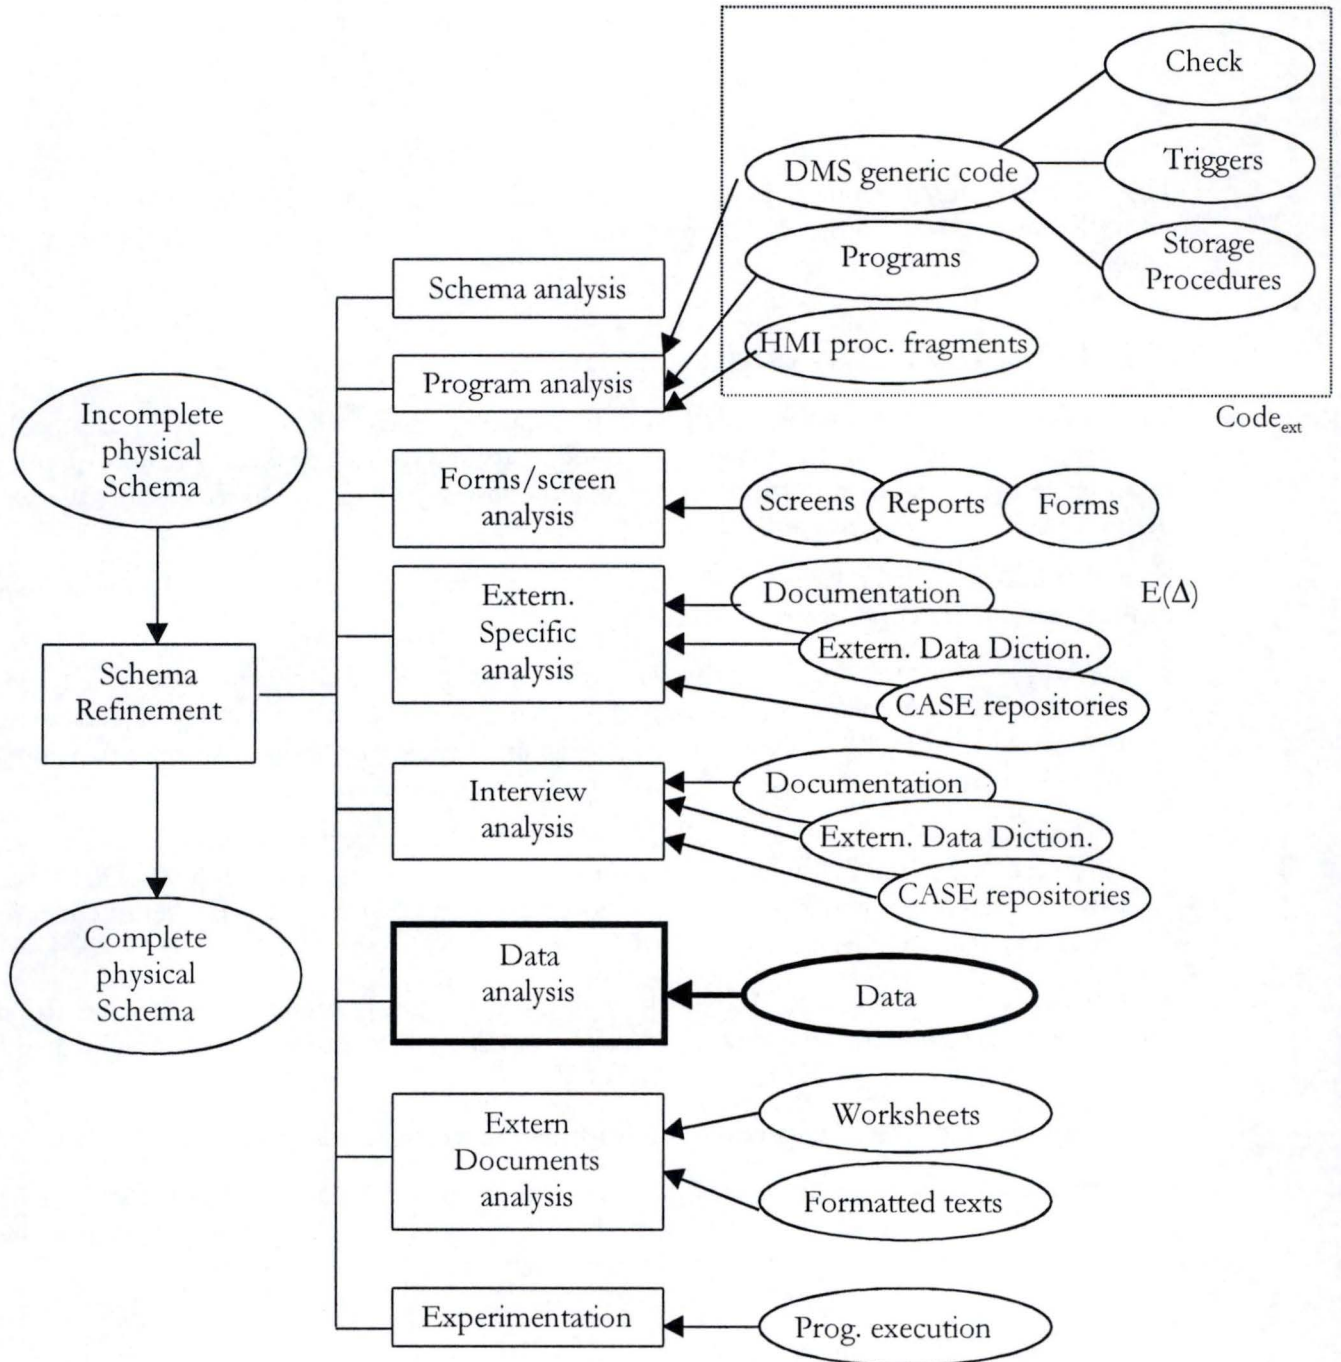 Check
DMS generic code
Triggers
Programs
Storage
Procedures
Schema analysis
HMI proc. fragments
Program analysis
Code_ext
Incomplete
physical
Schema
Forms/screen
analysis
Screens
Reports
Forms
Extern.
Specific
analysis
Documentation
E(Δ)
Extern. Data Diction.
CASE repositories
Schema
Refinement
Interview
analysis
Documentation
Extern. Data Diction.
CASE repositories
Complete
physical
Schema
Data
analysis
Data
Extern
Documents
analysis
Worksheets
Formatted texts
Experimentation
Prog. execution